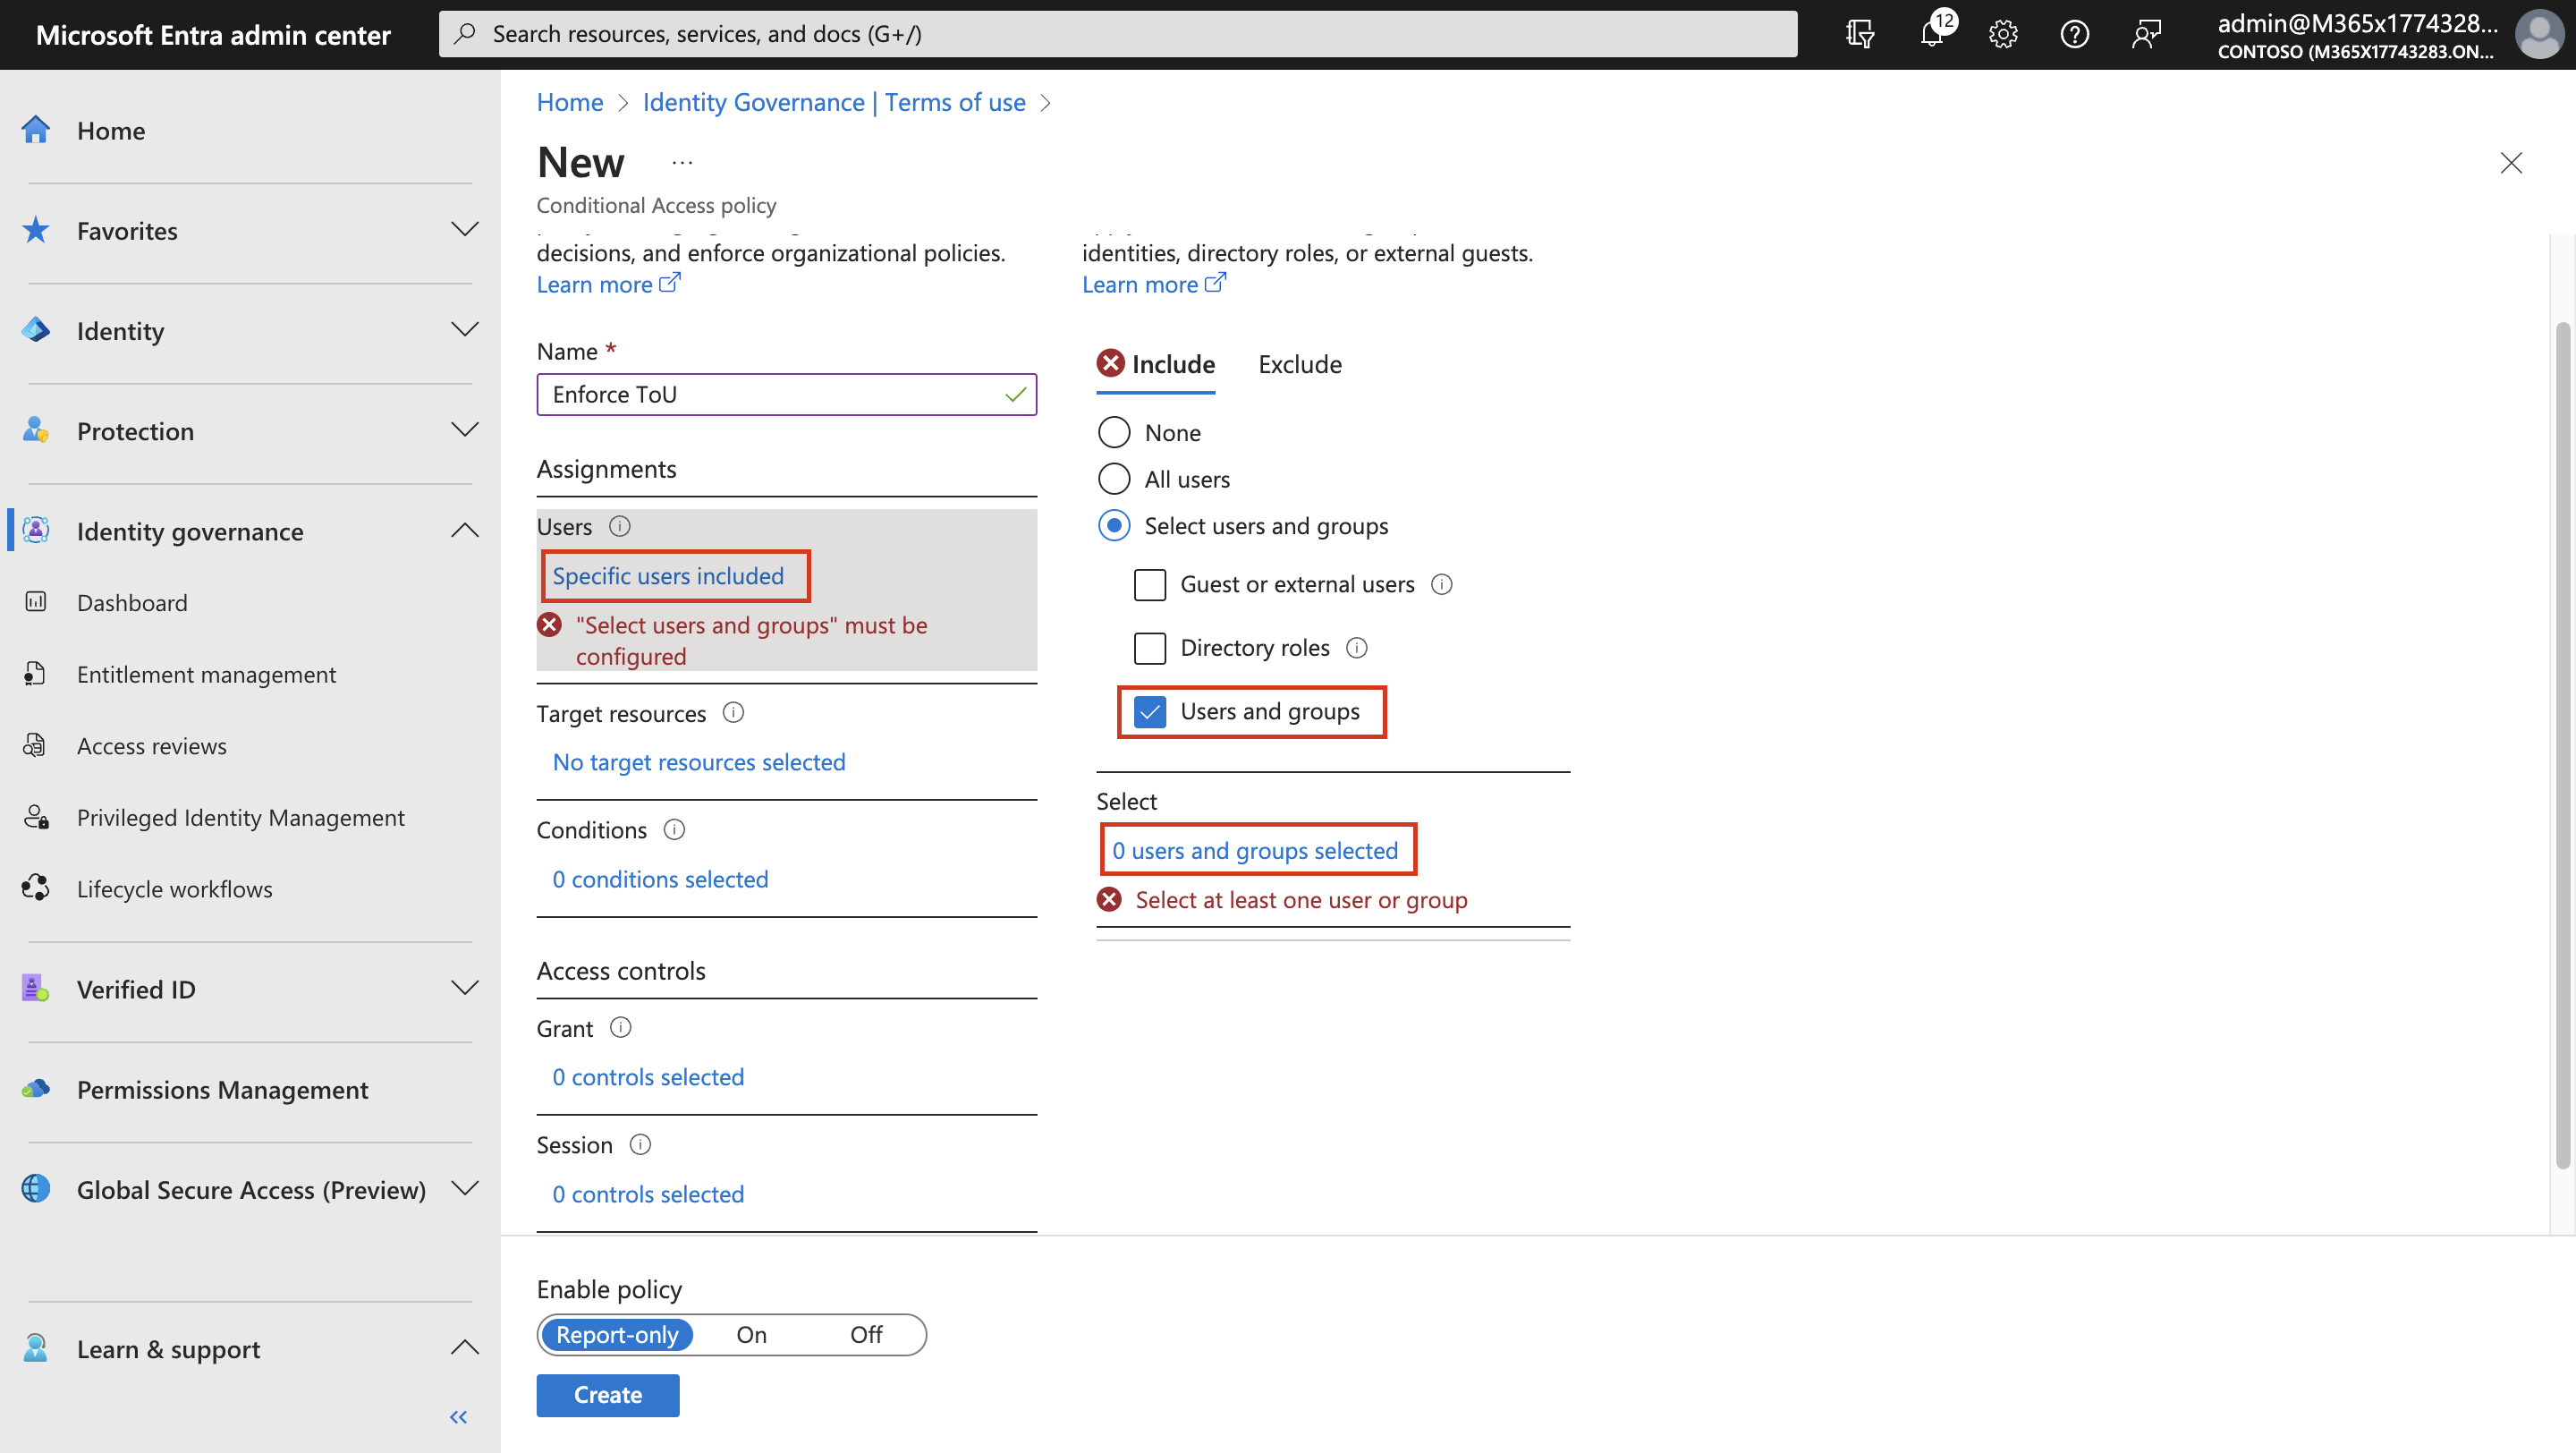 Microsoft Entra admin center
Search resources, services, and docs (G+/)
12
admin@M365x1774328...
CONTOSO (M365X17743283.ON...
Home
Favorites
Identity
Protection
Identity governance
Dashboard
Entitlement management
Access reviews
Privileged Identity Management
Lifecycle workflows
Verified ID
Permissions Management
Global Secure Access (Preview)
Learn & support
Home > Identity Governance | Terms of use >
New ...
Conditional Access policy
decisions, and enforce organizational policies.
Learn more
Name *
Enforce ToU
Assignments
Users
Specific users included
"Select users and groups" must be
configured
Target resources
No target resources selected
Conditions
0 conditions selected
Access controls
Grant
0 controls selected
Session
0 controls selected
identities, directory roles, or external guests.
Learn more
Include Exclude
None
All users
Select users and groups
Guest or external users
Directory roles
Users and groups
Select
0 users and groups selected
Select at least one user or group
Enable policy
Report-only On Off
Create